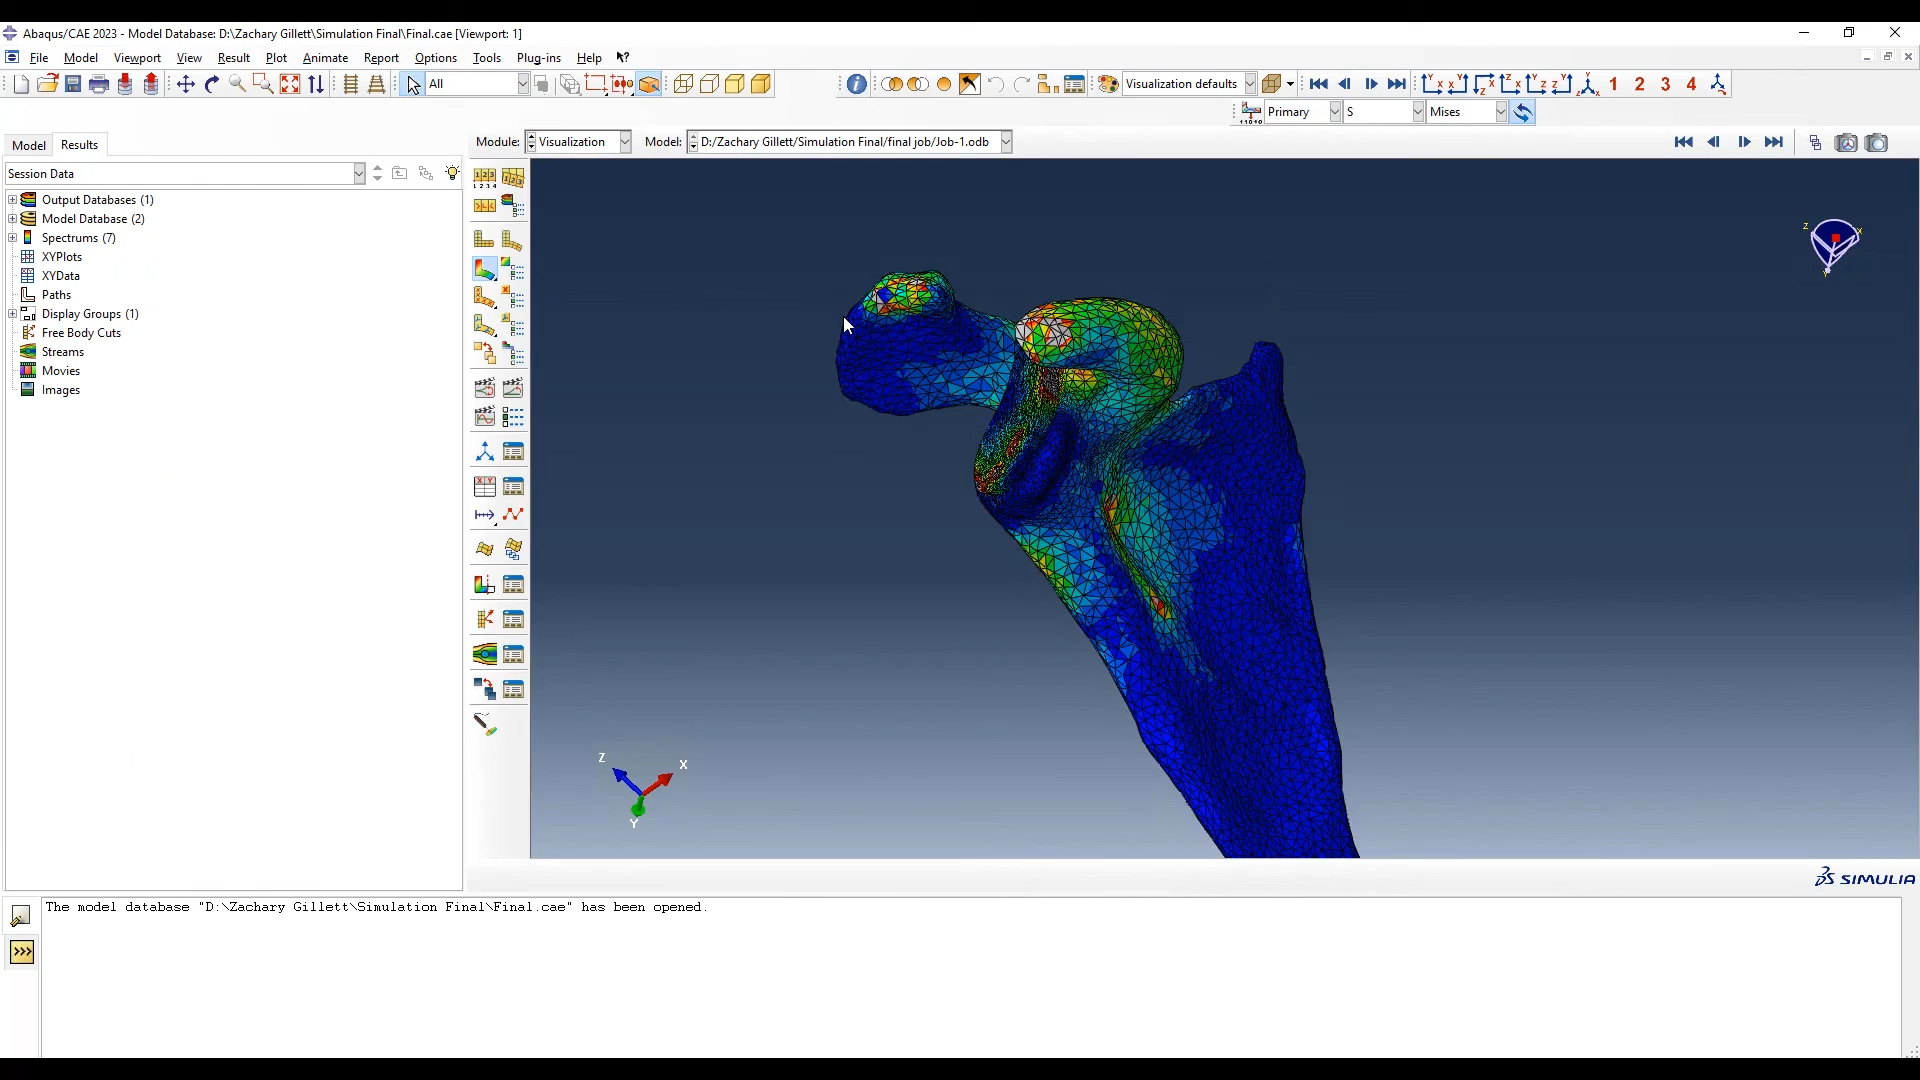 Abaqus/CAE 2023 - Model Database: D:\Zachary Gillett\Simulation Final\Final.cae [Viewport: 1]
File Model Viewport View Result Plot Animate Report Options Tools Plug-ins Help
All
Visualization defaults
1 2 3 4
Primary S Mises
Model Results
Module: Visualization Model: D:/Zachary Gillett/Simulation Final/final job/Job-1.odb
Session Data
Output Databases (1)
Model Database (2)
Spectrums (7)
XYPlots
XYData
Paths
Display Groups (1)
Free Body Cuts
Streams
Movies
Images
Z X
Y
Z X
Y
SIMULIA
The model database "D:\Zachary Gillett\Simulation Final\Final.cae" has been opened.
>>>